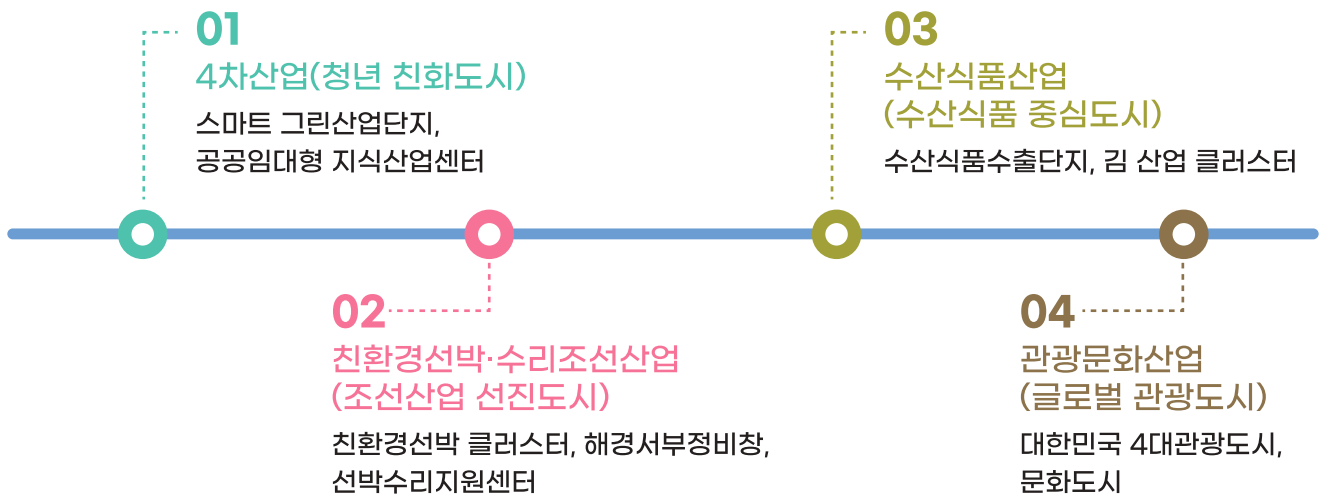 01
4차산업(청년 친화도시)
스마트 그린산업단지,
공공임대형 지식산업센터
02
친환경선박·수리조선산업
(조선산업 선진도시)
친환경선박 클러스터, 해경서부정비창,
선박수리지원센터
03
수산식품산업
(수산식품 중심도시)
수산식품수출단지, 김 산업 클러스터
04
관광문화산업
(글로벌 관광도시)
대한민국 4대관광도시,
문화도시